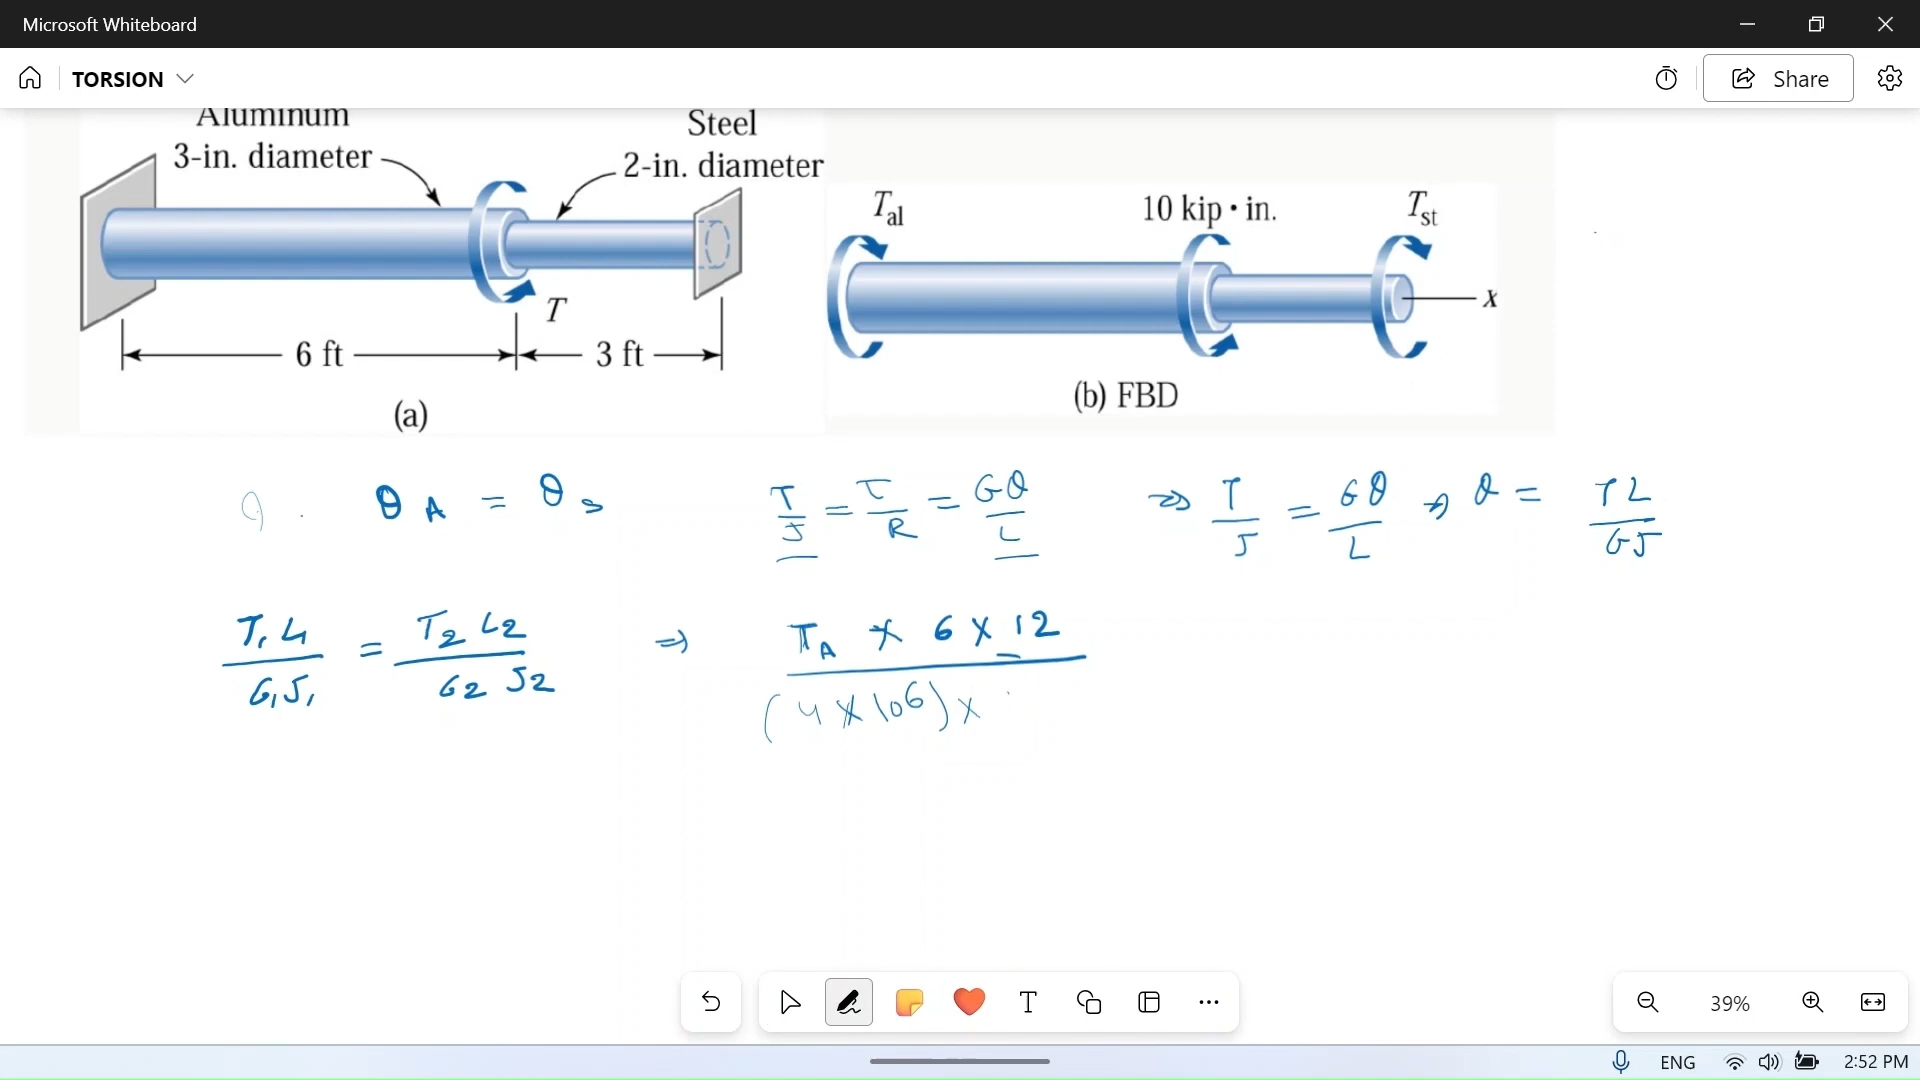 Microsoft Whiteboard
TORSION
Share
Aluminum
3-in. diameter
Steel
2-in. diameter
T
6 ft
3 ft
(a)
Tal
10 kip · in.
Tst
x
(b) FBD
θA = θs
T/J = τ/R = Gθ/L ⇒ T/J = Gθ/L ⇒ θ = TL/GJ
T1L1/G1J1 = T2L2/G2J2 ⇒ TA × 6 × 12
(4 × 10^6) ×
T
39%
ENG
2:52 PM